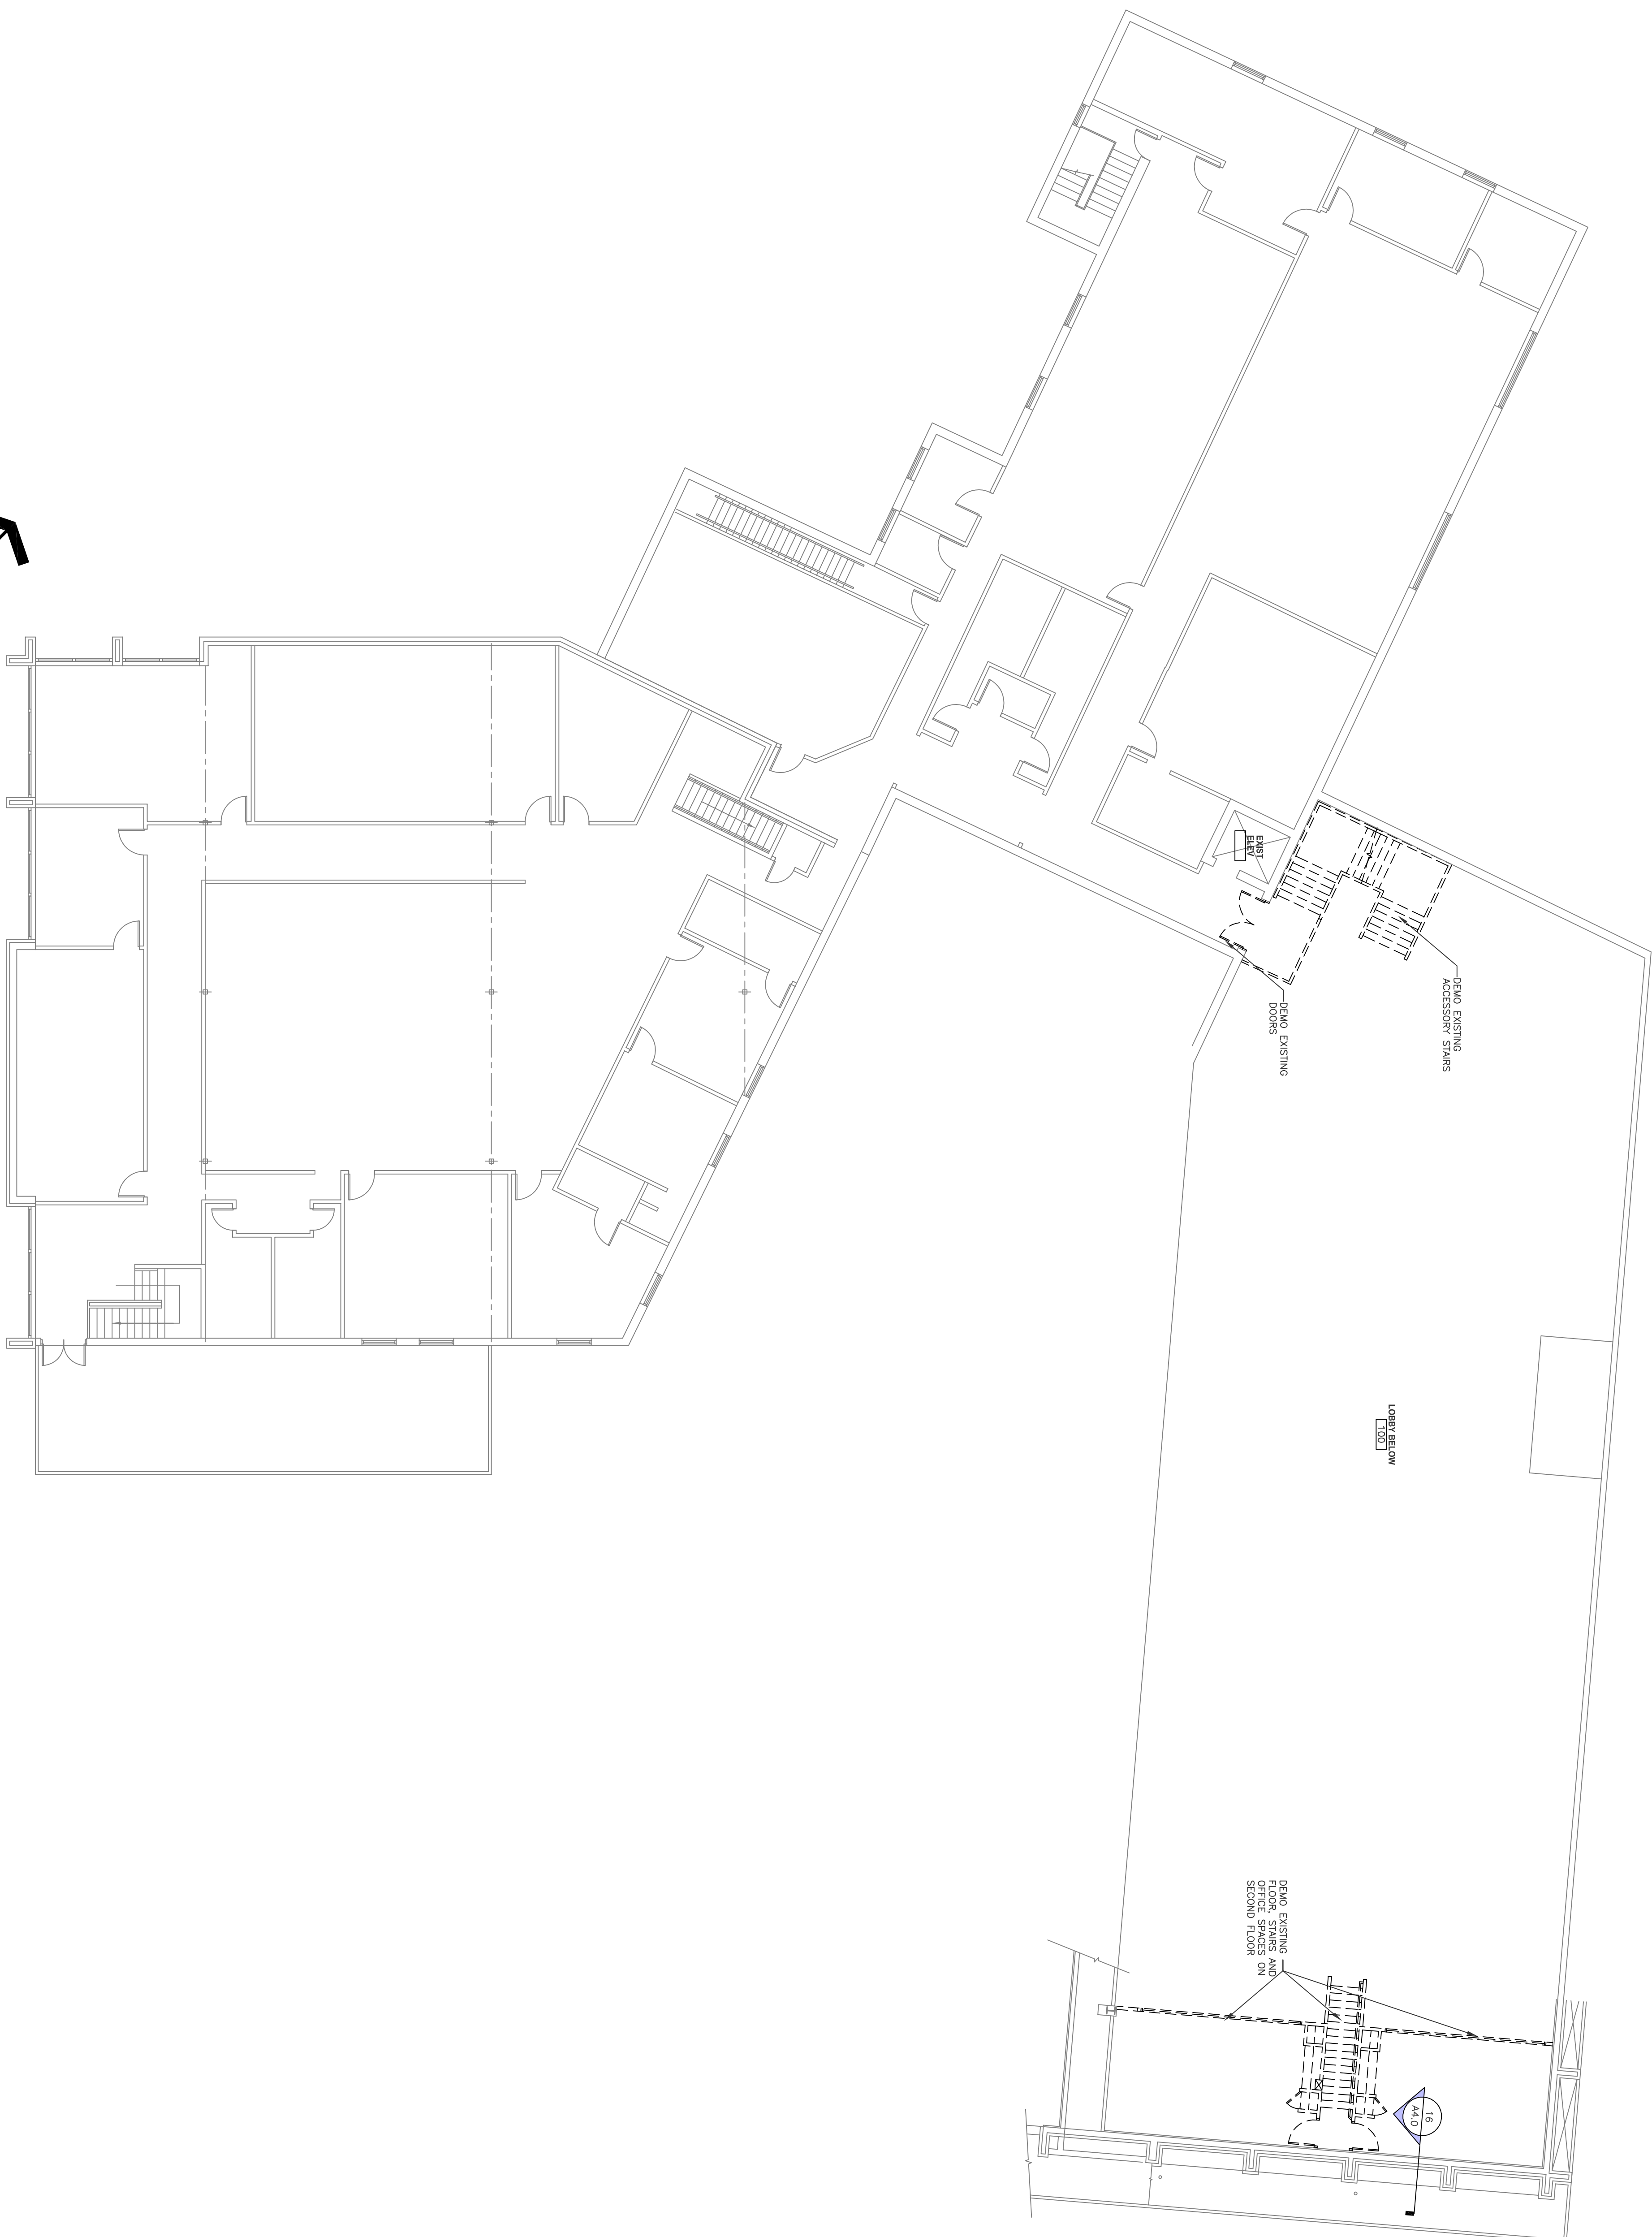 EXIST
ELEV
DEMO EXISTING
ACCESSORY STAIRS
DEMO EXISTING
DOORS
LOBBY BELOW
100
DEMO EXISTING
FLOOR, STAIRS AND
OFFICE SPACES ON
SECOND FLOOR
16
A4.0